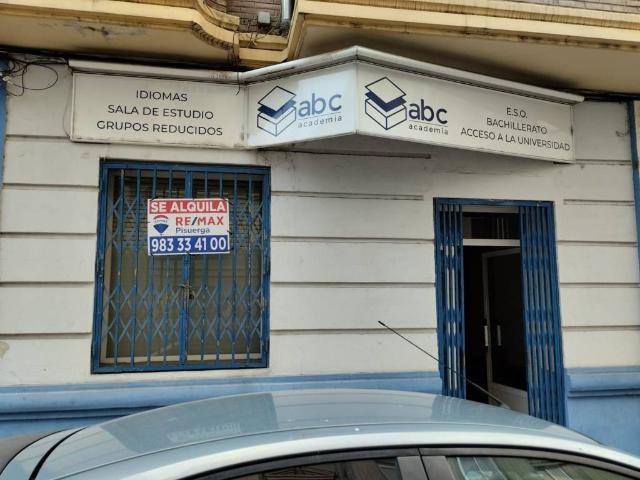 IDIOMAS
SALA DE ESTUDIO
GRUPOS REDUCIDOS
abc
academia
abc
academia
E.S.O.
BACHILLERATO
ACCESO A LA UNIVERSIDAD
SE ALQUILA
RE/MAX
Pisuerga
983 33 41 00